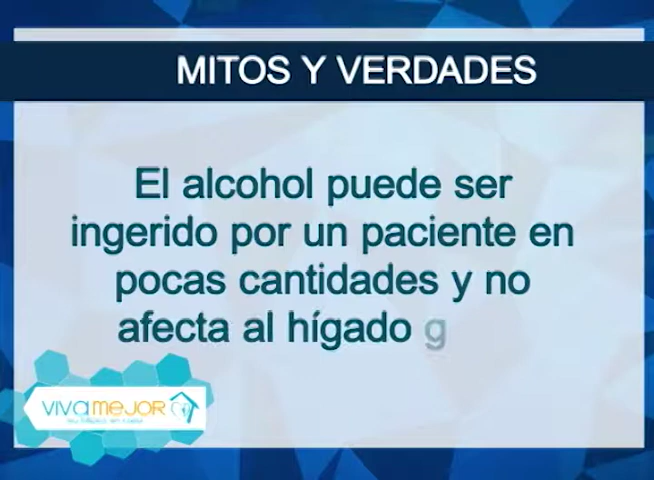 MITOS Y VERDADES
El alcohol puede ser
ingerido por un paciente en
pocas cantidades y no
afecta al hígado g
VIVaMEJOR